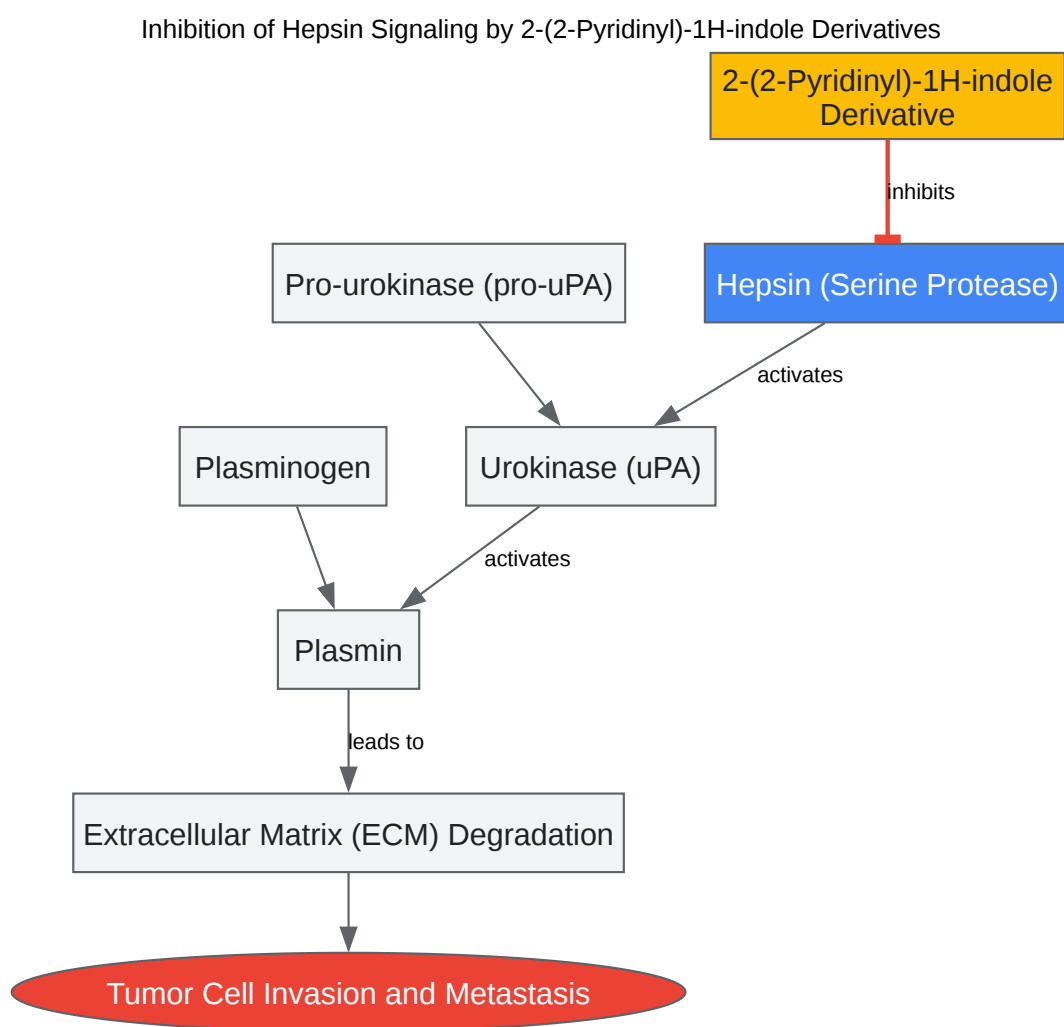 Inhibition of Hepsin Signaling by 2-(2-Pyridinyl)-1H-indole Derivatives
2-(2-Pyridinyl)-1H-indole
Derivative
inhibits
Pro-urokinase (pro-uPA)
Hepsin (Serine Protease)
activates
Plasminogen
Urokinase (uPA)
activates
Plasmin
leads to
Extracellular Matrix (ECM) Degradation
Tumor Cell Invasion and Metastasis